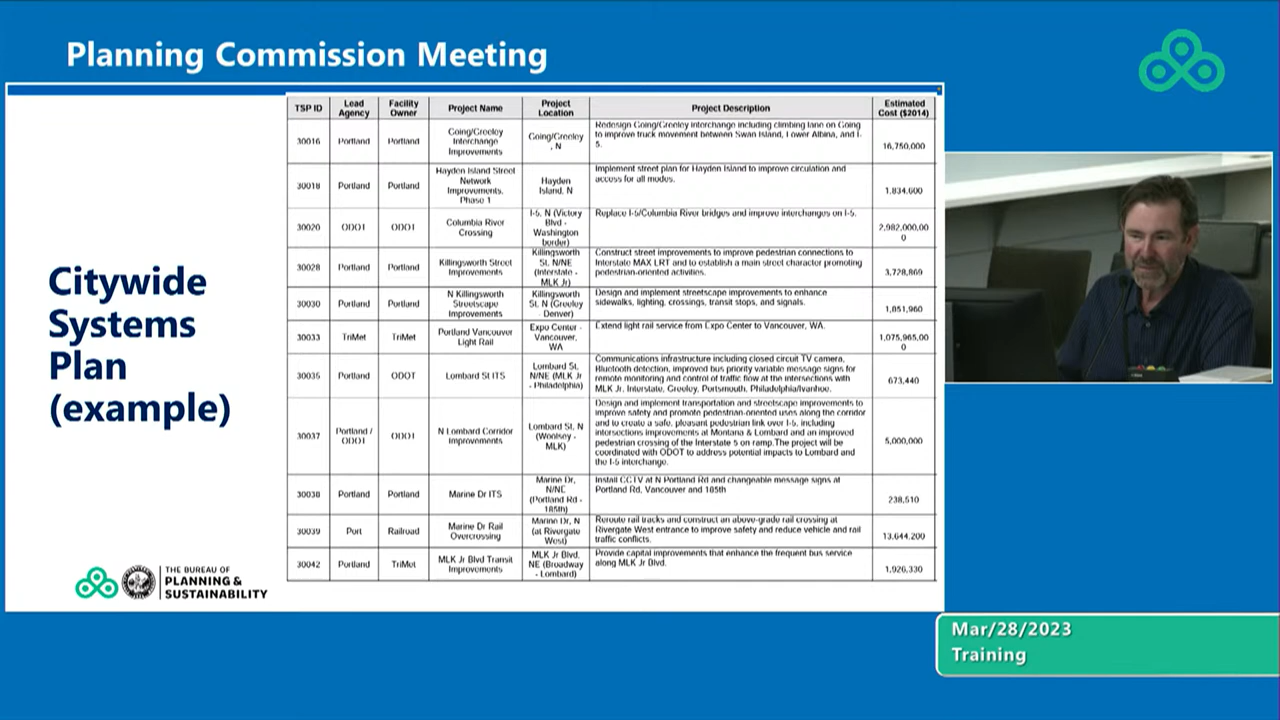 Planning Commission Meeting
Citywide
Systems
Plan
(example)
TSP ID Lead Agency Facility Owner Project Name Project Location Project Description Estimated Cost ($2014)
30016 Portland Portland Going/Greeley Interchange Improvements Going/Greeley, N Redesign Going/Greeley interchange including climbing lane on Going to improve truck movement between Swan Island, Lower Albina, and I-5. 16,750,000
30018 Portland Portland Hayden Island Street Network Improvements, Phase 1 Hayden Island, N Implement street plan for Hayden Island to improve circulation and access for all modes. 1,834,600
30020 ODOT ODOT Columbia River Crossing I-5, N (Victory Blvd - Washington border) Replace I-5/Columbia River bridges and improve interchanges on I-5. 2,982,000,000
30028 Portland Portland Killingsworth Street Improvements Killingsworth St, N/NE (Interstate - MLK Jr) Construct street improvements to improve pedestrian connections to Interstate MAX LRT and to establish a main street character promoting pedestrian-oriented activities. 3,728,869
30030 Portland Portland N Killingsworth Streetscape Improvements Killingsworth St, N (Greeley - Denver) Design and implement streetscape improvements to enhance sidewalks, lighting, crossings, transit stops, and signals. 1,851,960
30033 TriMet TriMet Portland Vancouver Light Rail Expo Center - Vancouver, WA Extend light rail service from Expo Center to Vancouver, WA. 1,075,965,000
30035 Portland ODOT Lombard St ITS Lombard St, N/NE (MLK Jr - Philadelphia) Communications infrastructure including closed circuit TV camera, Bluetooth detection, improved bus priority variable message signs for remote monitoring and control of traffic flow at the intersections with MLK Jr, Interstate, Greeley, Portsmouth, Philadelphia/Ivanhoe. 673,440
30037 Portland / ODOT ODOT N Lombard Corridor Improvements Lombard St, N (Woolsey - MLK) Design and implement transportation and streetscape improvements to improve safety and promote pedestrian-oriented uses along the corridor and to create a safe, pleasant pedestrian link over I-5, including intersections improvements at Montana & Lombard and an improved pedestrian crossing of the Interstate 5 on ramp.The project will be coordinated with ODOT to address potential impacts to Lombard and the I-5 interchange. 5,000,000
30038 Portland Portland Marine Dr ITS Marine Dr, N/NE (Portland Rd - 185th) Install CCTV at N Portland Rd and changeable message signs at Portland Rd, Vancouver and 185th 238,510
30039 Port Railroad Marine Dr Rail Overcrossing Marine Dr, N (at Rivergate West) Reroute rail tracks and construct an above-grade rail crossing at Rivergate West entrance to improve safety and reduce vehicle and rail traffic conflicts. 13,644,200
30042 Portland TriMet MLK Jr Blvd Transit Improvements MLK Jr Blvd, NE (Broadway - Lombard) Provide capital improvements that enhance the frequent bus service along MLK Jr Blvd. 1,926,330
THE BUREAU OF
PLANNING &
SUSTAINABILITY
Mar/28/2023
Training